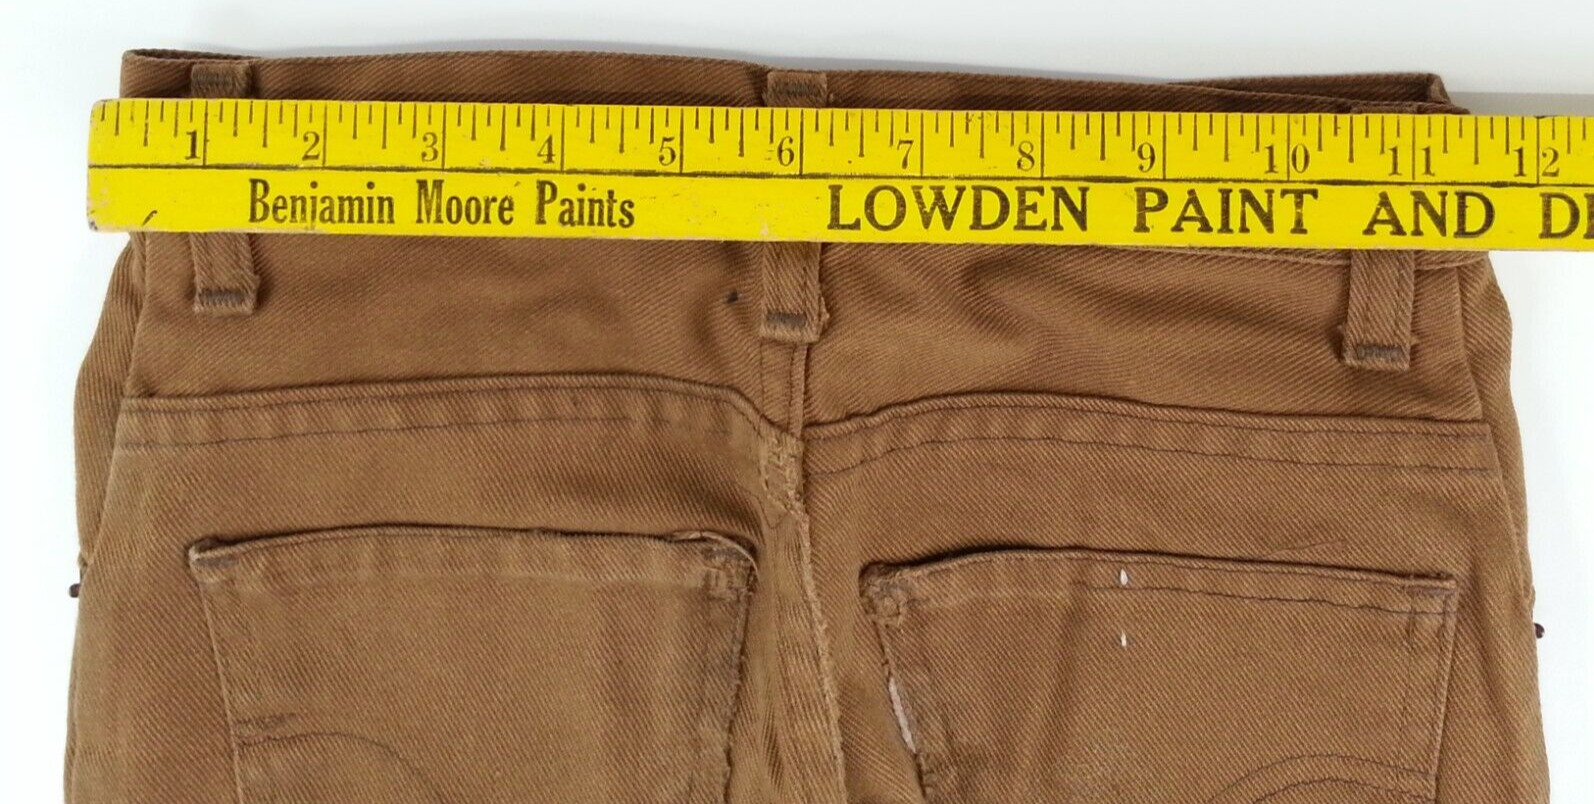 1 2 3 4 5 6 7 8 9 10 11 12
Benjamin Moore Paints LOWDEN PAINT AND